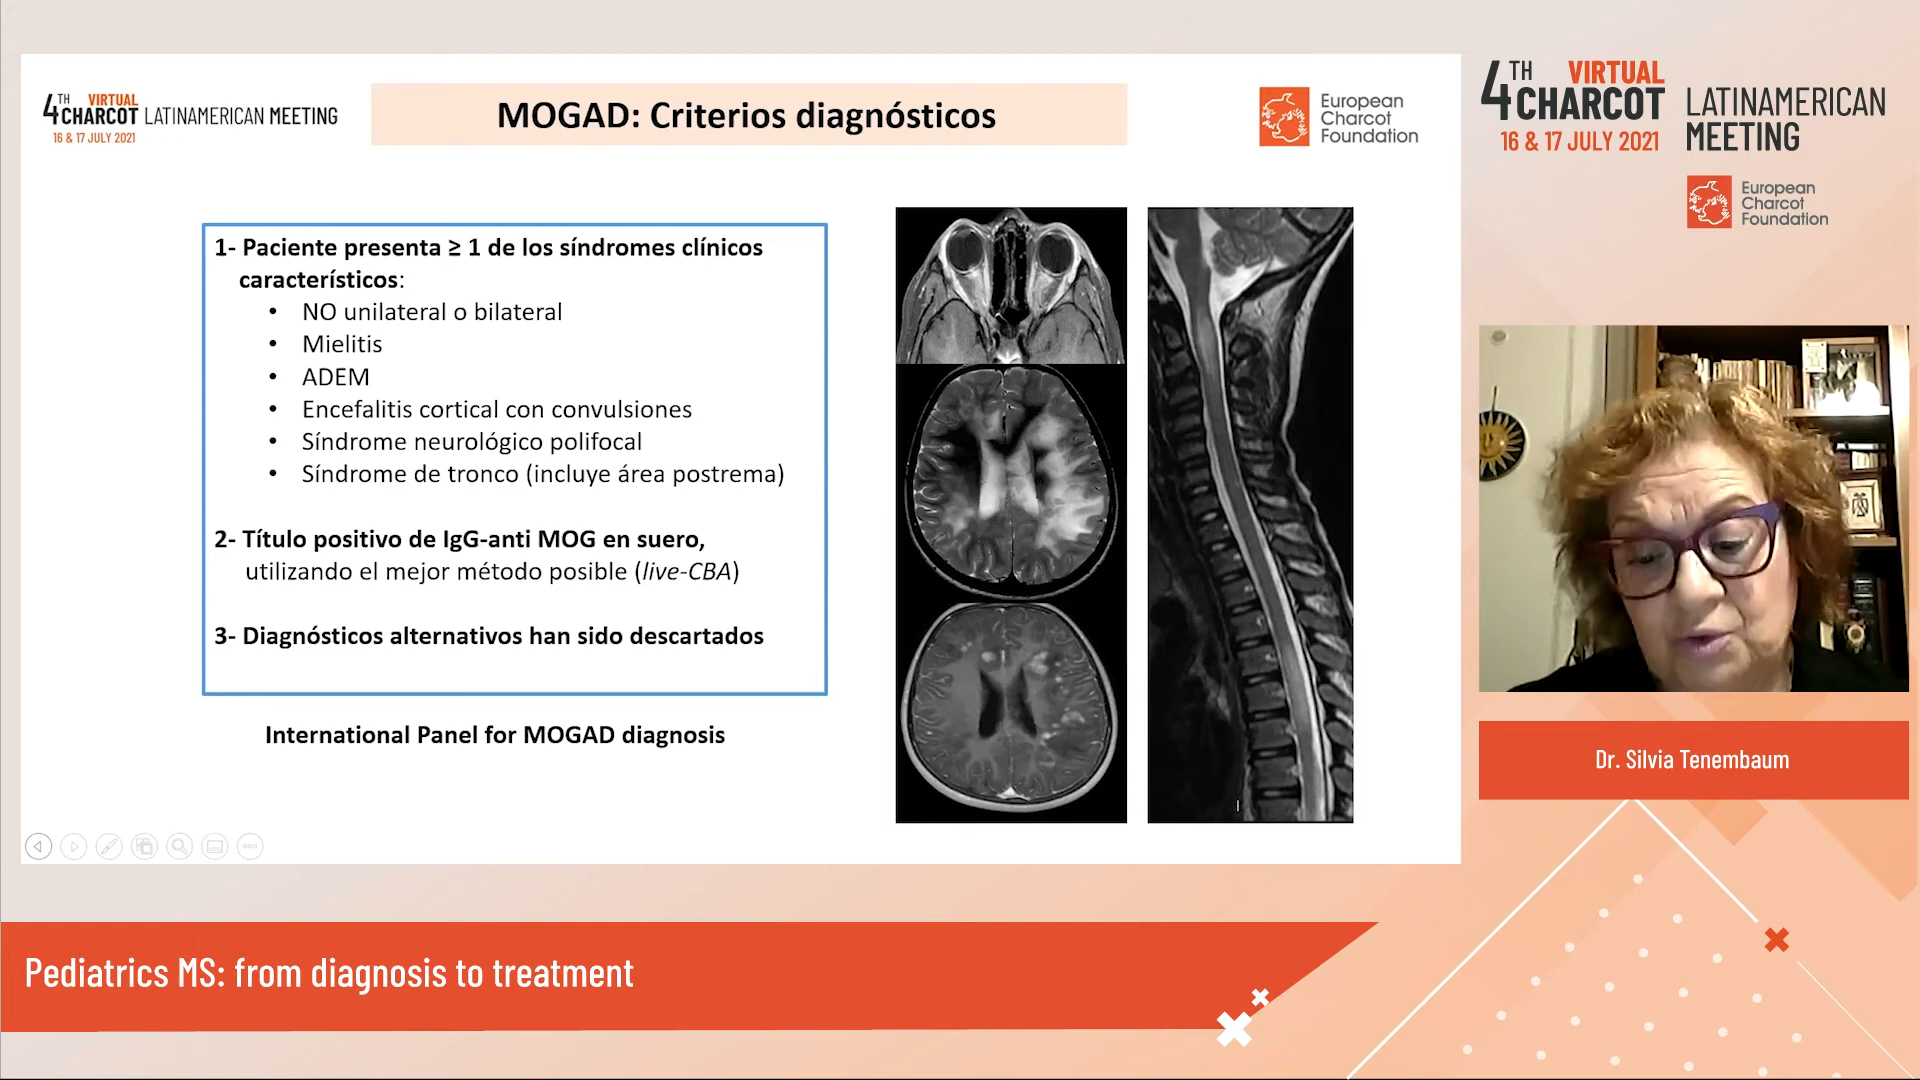 4TH VIRTUAL CHARCOT LATINAMERICAN MEETING
16 & 17 JULY 2021
MOGAD: Criterios diagnósticos
European
Charcot
Foundation
1- Paciente presenta ≥ 1 de los síndromes clínicos
característicos:
• NO unilateral o bilateral
• Mielitis
• ADEM
• Encefalitis cortical con convulsiones
• Síndrome neurológico polifocal
• Síndrome de tronco (incluye área postrema)
2- Título positivo de IgG-anti MOG en suero,
utilizando el mejor método posible (live-CBA)
3- Diagnósticos alternativos han sido descartados
International Panel for MOGAD diagnosis
4TH VIRTUAL
CHARCOT
16 & 17 JULY 2021
LATINAMERICAN
MEETING
European
Charcot
Foundation
Dr. Silvia Tenembaum
Pediatrics MS: from diagnosis to treatment